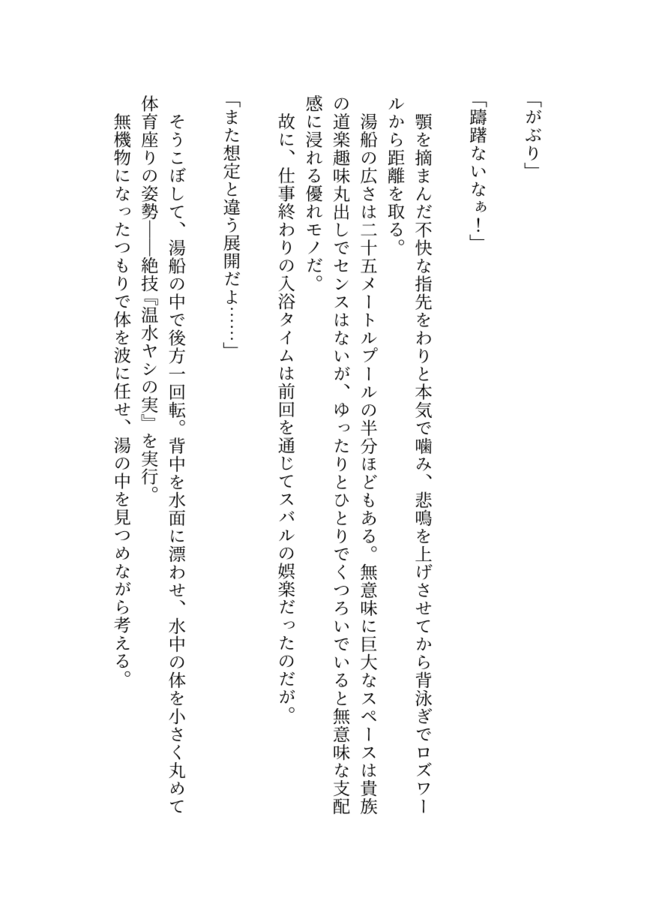 「がぶり」
「躊躇ないなぁ！」
顎を摘まんだ不快な指先をわりと本気で噛み、悲鳴を上げさせてから背泳ぎでロズワー
ルから距離を取る。
湯船の広さは二十五メートルプールの半分ほどもある。無意味に巨大なスペースは貴族
の道楽趣味丸出しでセンスはないが、ゆったりとひとりでくつろいでいると無意味な支配
感に浸れる優れモノだ。
故に、仕事終わりの入浴タイムは前回を通じてスバルの娯楽だったのだが。
「また想定と違う展開だよ……」
そうこぼして、湯船の中で後方一回転。背中を水面に漂わせ、水中の体を小さく丸めて
体育座りの姿勢――絶技『温水ヤシの実』を実行。
無機物になったつもりで体を波に任せ、湯の中を見つめながら考える。